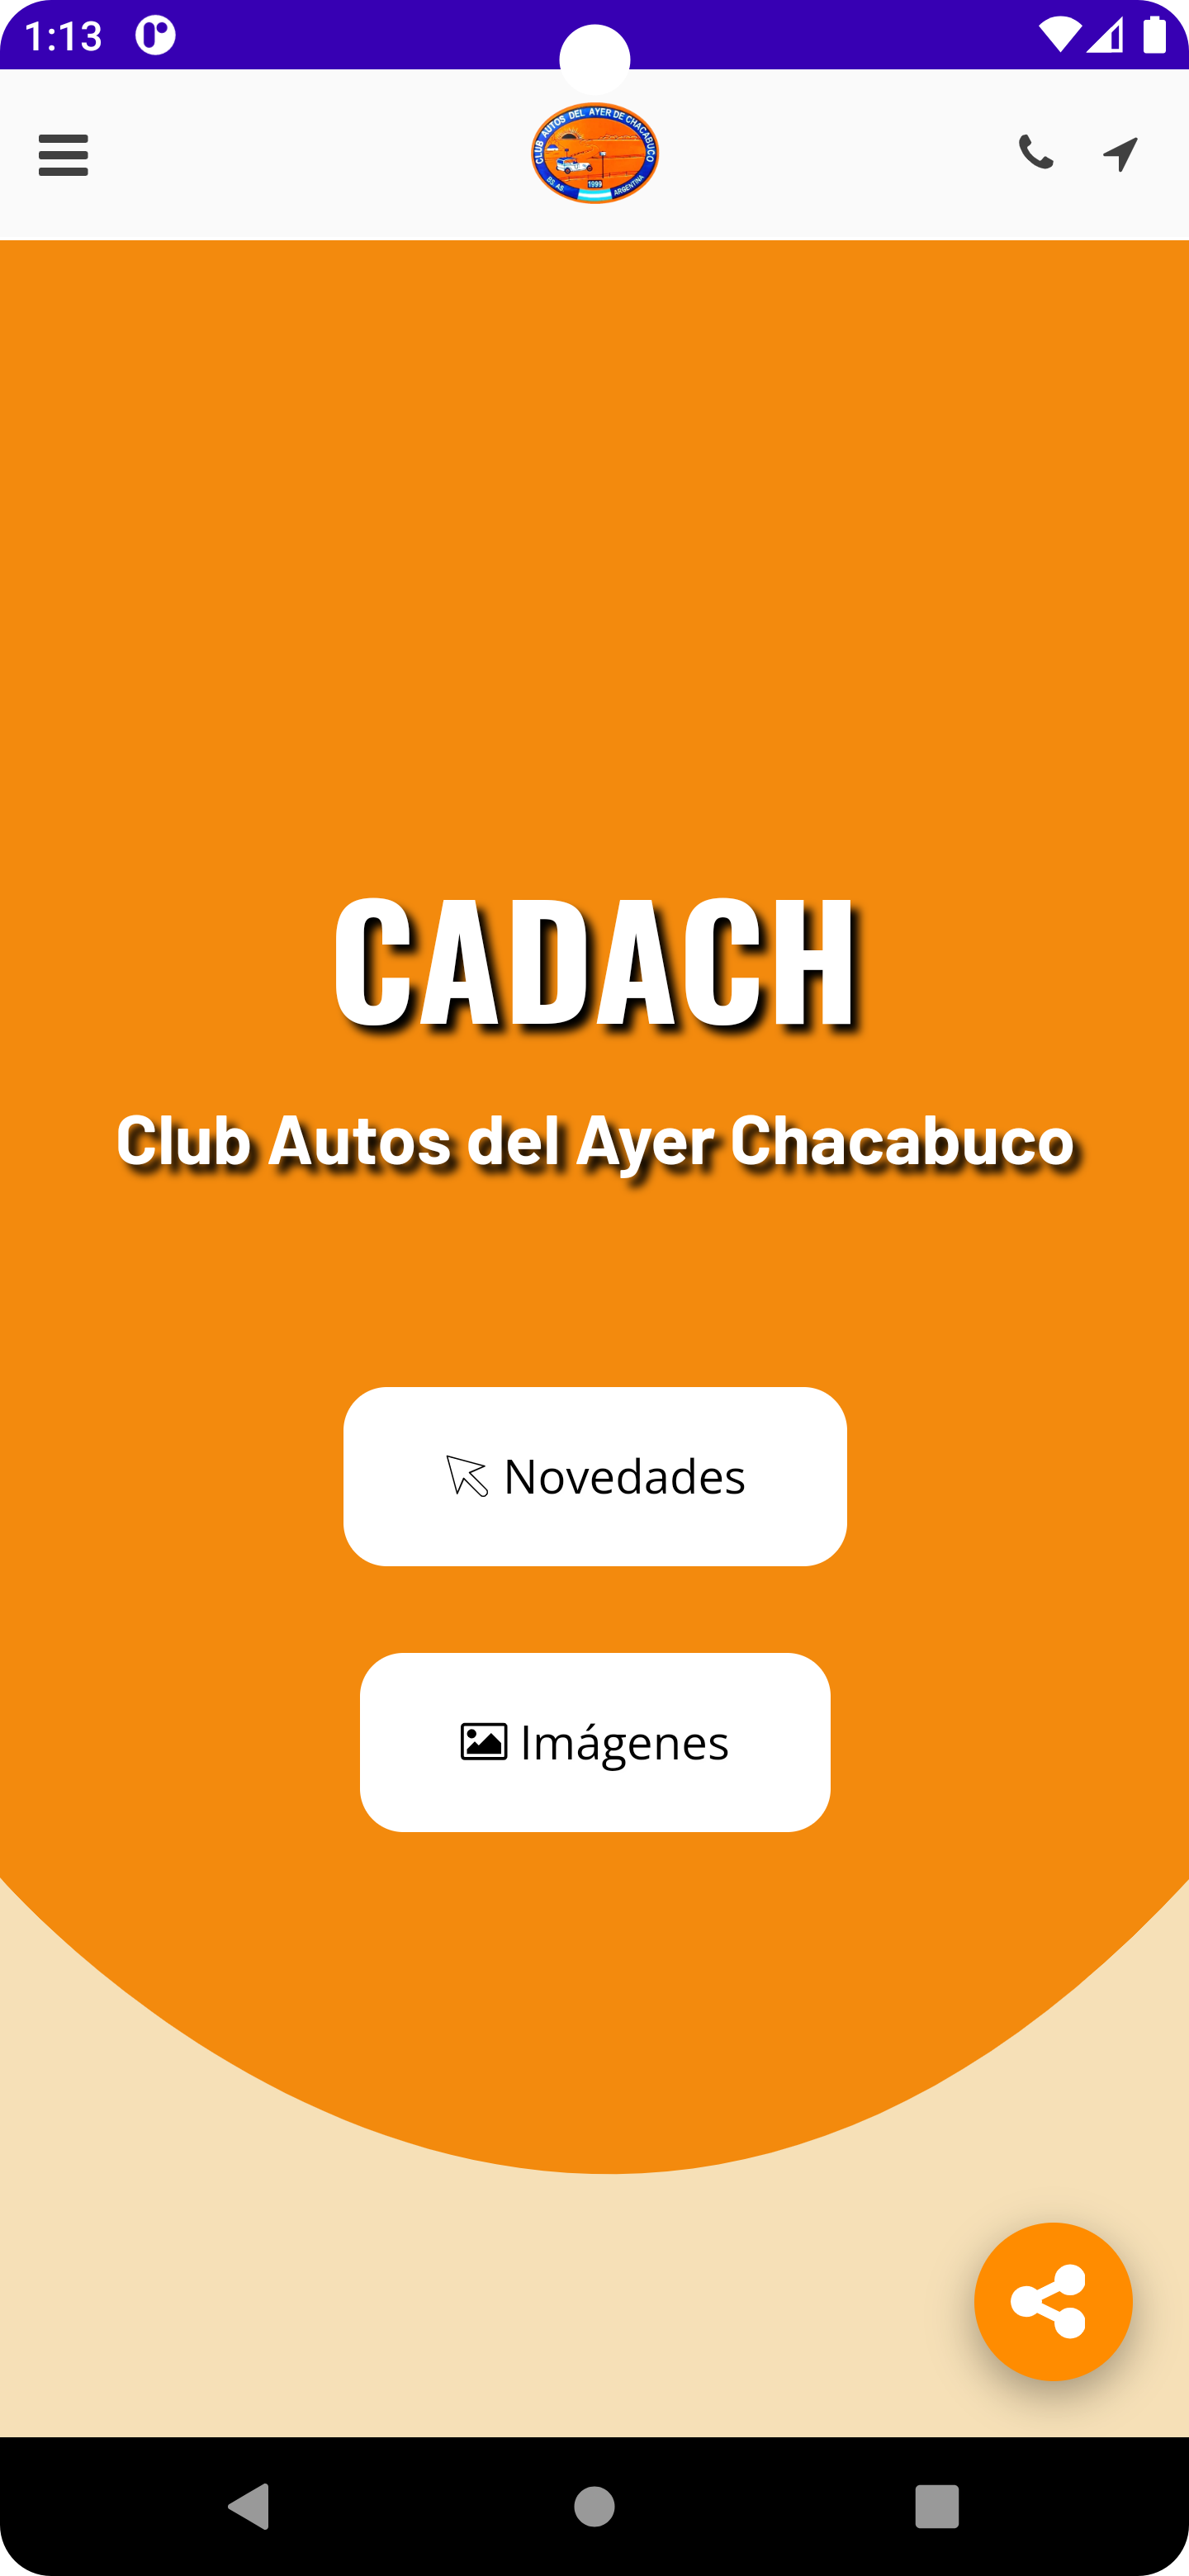 1:13
CLUB AUTOS DEL AYER DE CHACABUCO
1999
BS. AS. ARGENTINA
CADACH
Club Autos del Ayer Chacabuco
Novedades
Imágenes